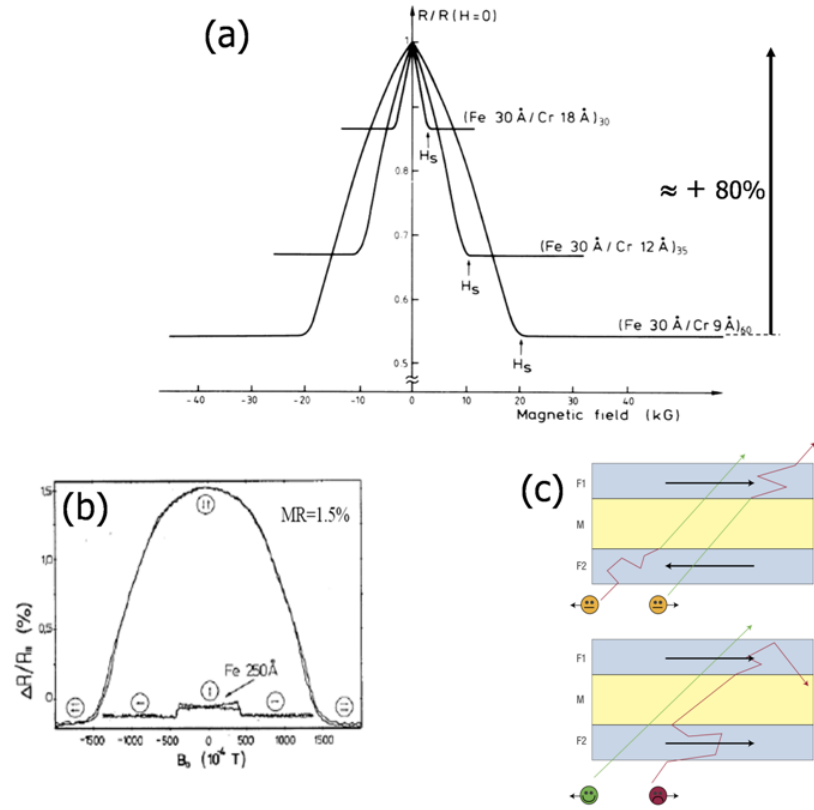 (a)
R/R(H=0)
1
(Fe 30 Å/Cr 18 Å)30
0.8
HS
≈ + 80%
0.7
(Fe 30 Å/Cr 12 Å)35
HS
0.6
(Fe 30 Å/Cr 9 Å)60
HS
0.5
-40 -30 -20 -10 0 10 20 30 40
Magnetic field (kG)
(b)
1,5
MR=1.5%
1,0
0,5
0
ΔR/R (%)
Fe 250Å
-1500 -1000 -500 0 500 1000 1500
(c)
F1
M
F2
F1
M
F2